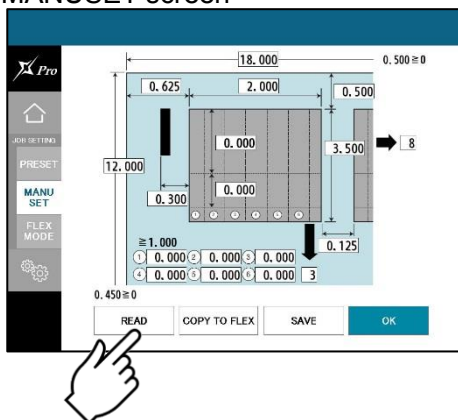 MANUSET screen
18.000
0.500≧0
Pro
0.625
2.000
0.500
JOB SETTING
PRESET
0.000
3.500
8
12.000
MANU
SET
0.300
0.000
FLEX
MODE
① ② ③ ④ ⑤ ⑥
≧1.000
0.125
① 0.000 ② 0.000 ③ 0.000
④ 0.000 ⑤ 0.000 ⑥ 0.000
3
0.450≧0
READ
COPY TO FLEX
SAVE
OK